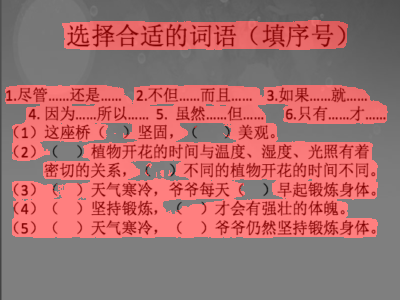 选择合适的词语（填序号）
1.尽管……还是…… 2.不但……而且…… 3.如果……就……
4. 因为……所以…… 5. 虽然……但…… 6.只有……才……
（1）这座桥（ ）坚固，（ ）美观。
（2）（ ）植物开花的时间与温度、湿度、光照有着
密切的关系，（ ）不同的植物开花的时间不同。
（3）（ ）天气寒冷，爷爷每天（ ）早起锻炼身体。
（4）（ ）坚持锻炼，（ ）才会有强壮的体魄。
（5）（ ）天气寒冷，（ ）爷爷仍然坚持锻炼身体。